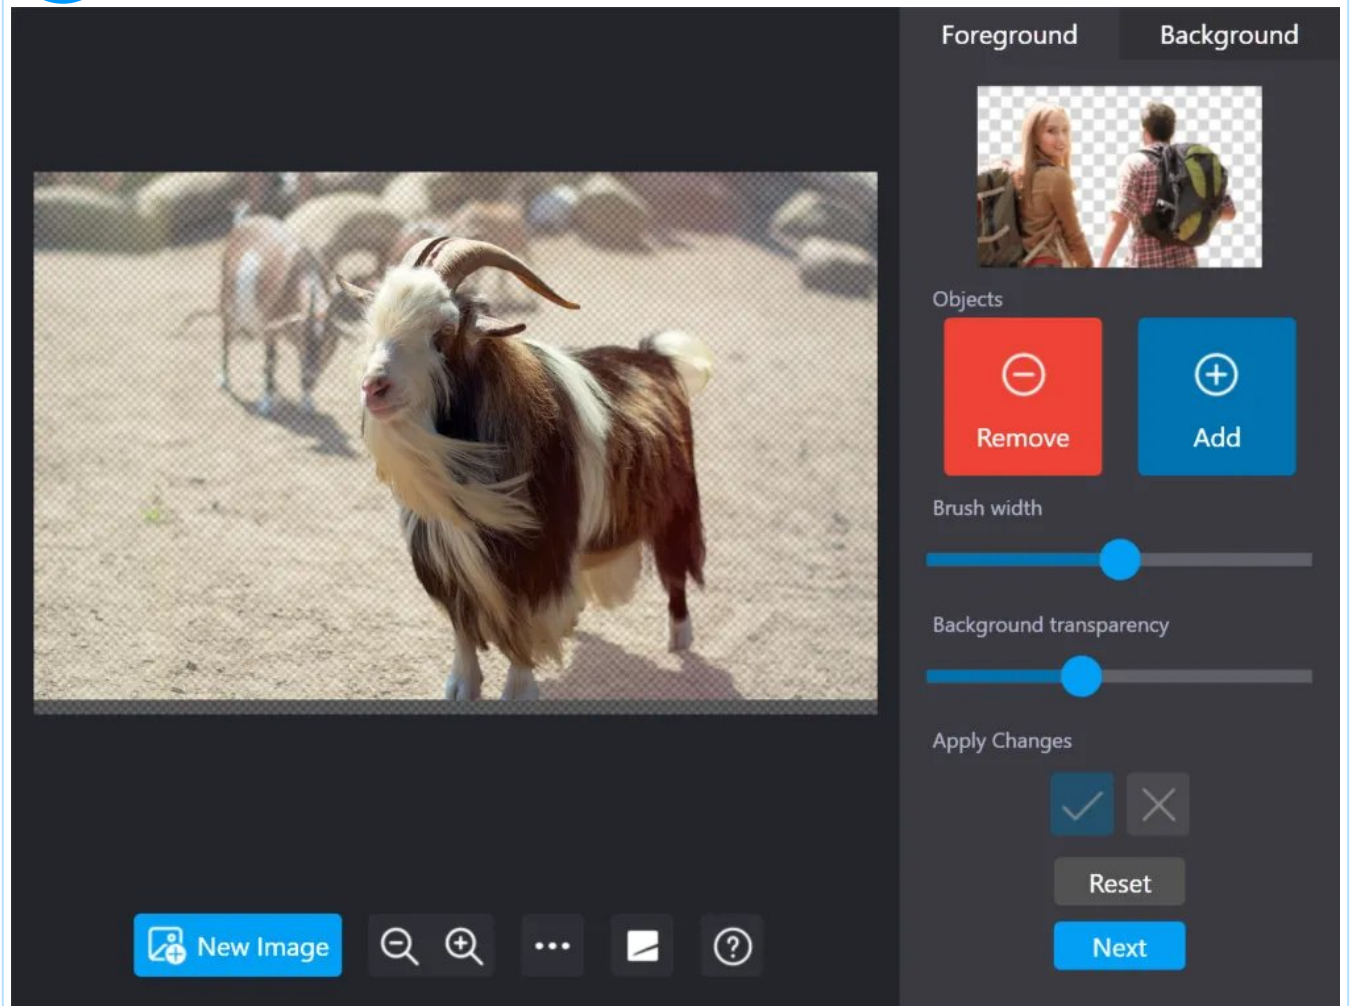 Foreground
Background
Objects
Remove
Add
Brush width
Background transparency
Apply Changes
Reset
Next
New Image